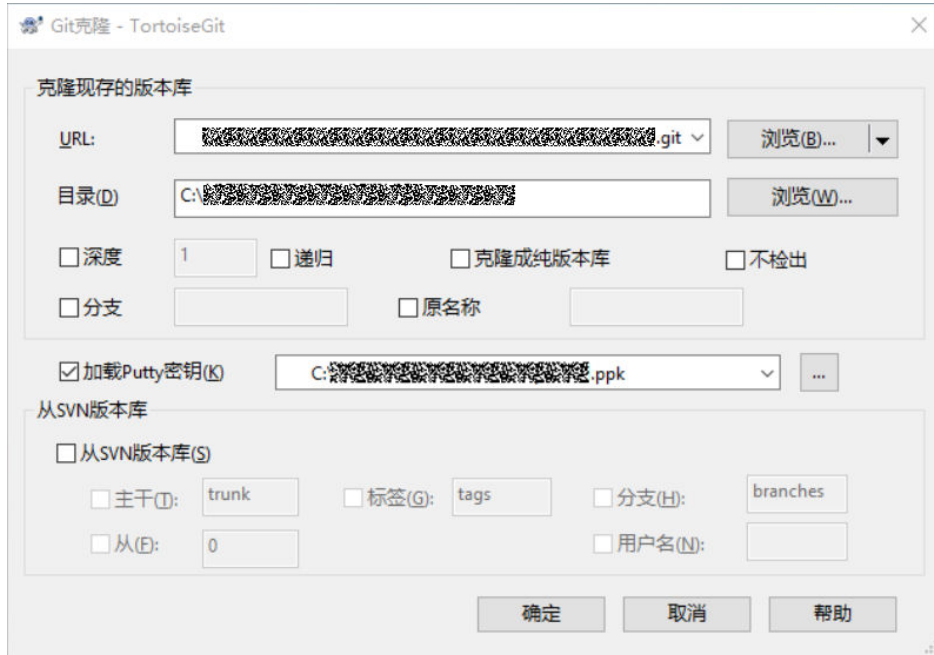 Git克隆 - TortoiseGit
克隆现存的版本库
URL: .git 浏览(B)...
目录(D) C:\ 浏览(W)...
深度 1 递归 克隆成纯版本库 不检出
分支 原名称
加载Putty密钥(K) C: .ppk ...
从SVN版本库
从SVN版本库(S)
主干(T): trunk 标签(G): tags 分支(H): branches
从(F): 0 用户名(N):
确定 取消 帮助